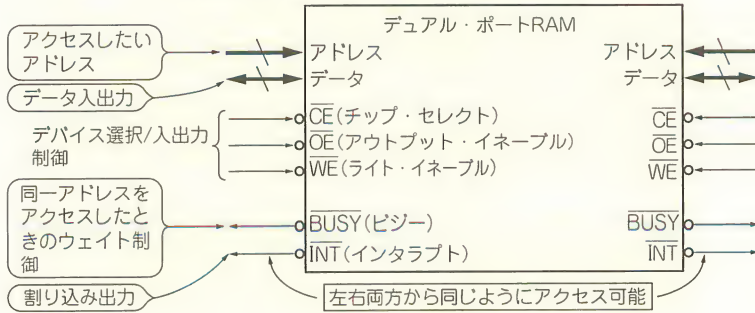 デュアル・ポートRAM
アクセスしたい
アドレス
データ入出力
デバイス選択/入出力
制御
同一アドレスを
アクセスしたと
きのウェイト制
御
割り込み出力
アドレス
データ
CE(チップ・セレクト)
OE(アウトプット・イネーブル)
WE(ライト・イネーブル)
BUSY(ビジー)
INT(インタラプト)
アドレス
データ
CE
OE
WE
BUSY
INT
左右両方から同じようにアクセス可能